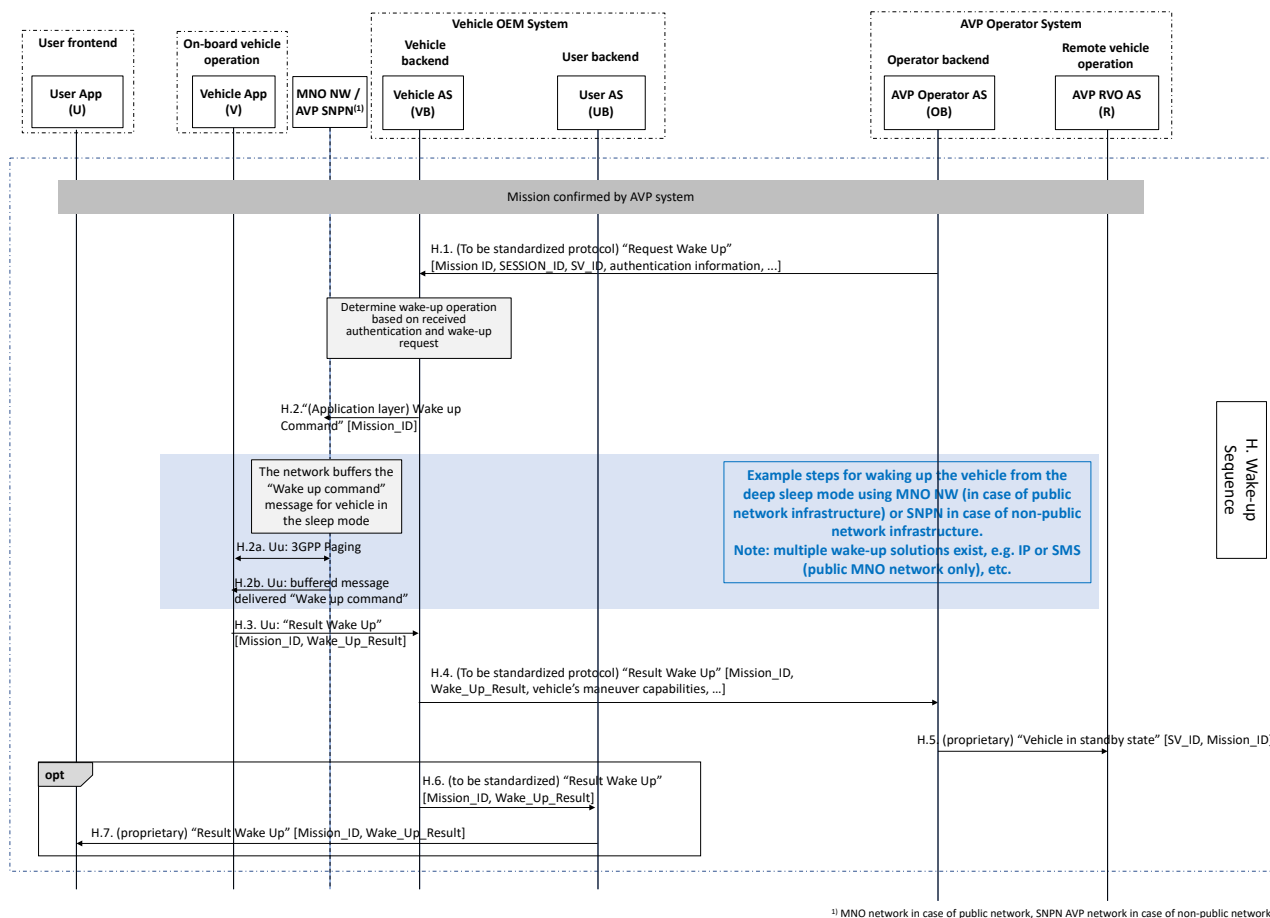 Vehicle OEM System
AVP Operator System
User frontend
On-board vehicle
operation
Vehicle
backend
User backend
Operator backend
Remote vehicle
operation
User App
(U)
Vehicle App
(V)
MNO NW /
AVP SNPN(1)
Vehicle AS
(VB)
User AS
(UB)
AVP Operator AS
(OB)
AVP RVO AS
(R)
Mission confirmed by AVP system
H.1. (To be standardized protocol) “Request Wake Up”
[Mission ID, SESSION_ID, SV_ID, authentication information, ...]
Determine wake-up operation
based on received
authentication and wake-up
request
H.2.“(Application layer) Wake up
Command” [Mission_ID]
H. Wake-up
Sequence
The network buffers the
“Wake up command”
message for vehicle in
the sleep mode
Example steps for waking up the vehicle from the
deep sleep mode using MNO NW (in case of public
network infrastructure) or SNPN in case of non-public
network infrastructure.
Note: multiple wake-up solutions exist, e.g. IP or SMS
(public MNO network only), etc.
H.2a. Uu: 3GPP Paging
H.2b. Uu: buffered message
delivered “Wake up command”
H.3. Uu: “Result Wake Up”
[Mission_ID, Wake_Up_Result]
H.4. (To be standardized protocol) “Result Wake Up” [Mission_ID,
Wake_Up_Result, vehicle’s maneuver capabilities, …]
H.5. (proprietary) “Vehicle in standby state” [SV_ID, Mission_ID]
opt
H.6. (to be standardized) “Result Wake Up”
[Mission_ID, Wake_Up_Result]
H.7. (proprietary) “Result Wake Up” [Mission_ID, Wake_Up_Result]
1) MNO network in case of public network, SNPN AVP network in case of non-public network